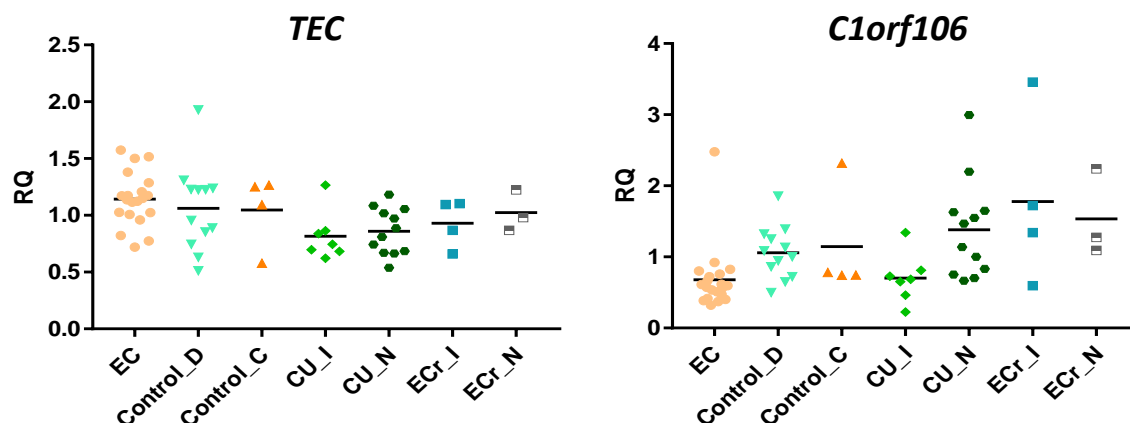 TEC
RQ
2.5
2.0
1.5
1.0
0.5
0.0
EC
Control_D
Control_C
CU_I
CU_N
ECr_I
ECr_N
C1orf106
RQ
4
3
2
1
0
EC
Control_D
Control_C
CU_I
CU_N
ECr_I
ECr_N